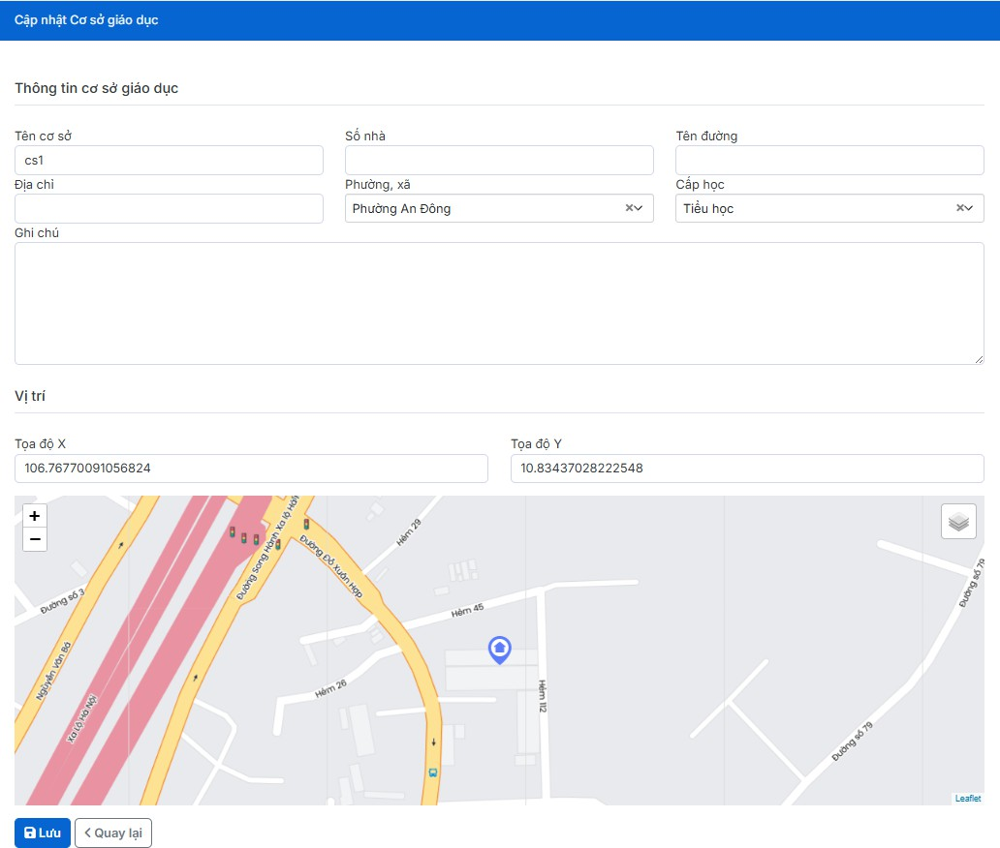 Cập nhật Cơ sở giáo dục
Thông tin cơ sở giáo dục
Tên cơ sở
Số nhà
Tên đường
cs1
Địa chỉ
Phường, xã
Cấp học
Phường An Đông
Tiểu học
Ghi chú
Vị trí
Tọa độ X
Tọa độ Y
106.76770091056824
10.83437028222548
+
−
Đường Song Hành Xa lộ Hà
Đường Đỗ Xuân Hợp
Hẻm 29
Đường số 3
Đường số 79
Hẻm 45
Nguyễn Văn Bá
Xa Lộ Hà Nội
Hẻm 26
Hẻm 112
Đường số 79
Leaflet
Lưu
Quay lại